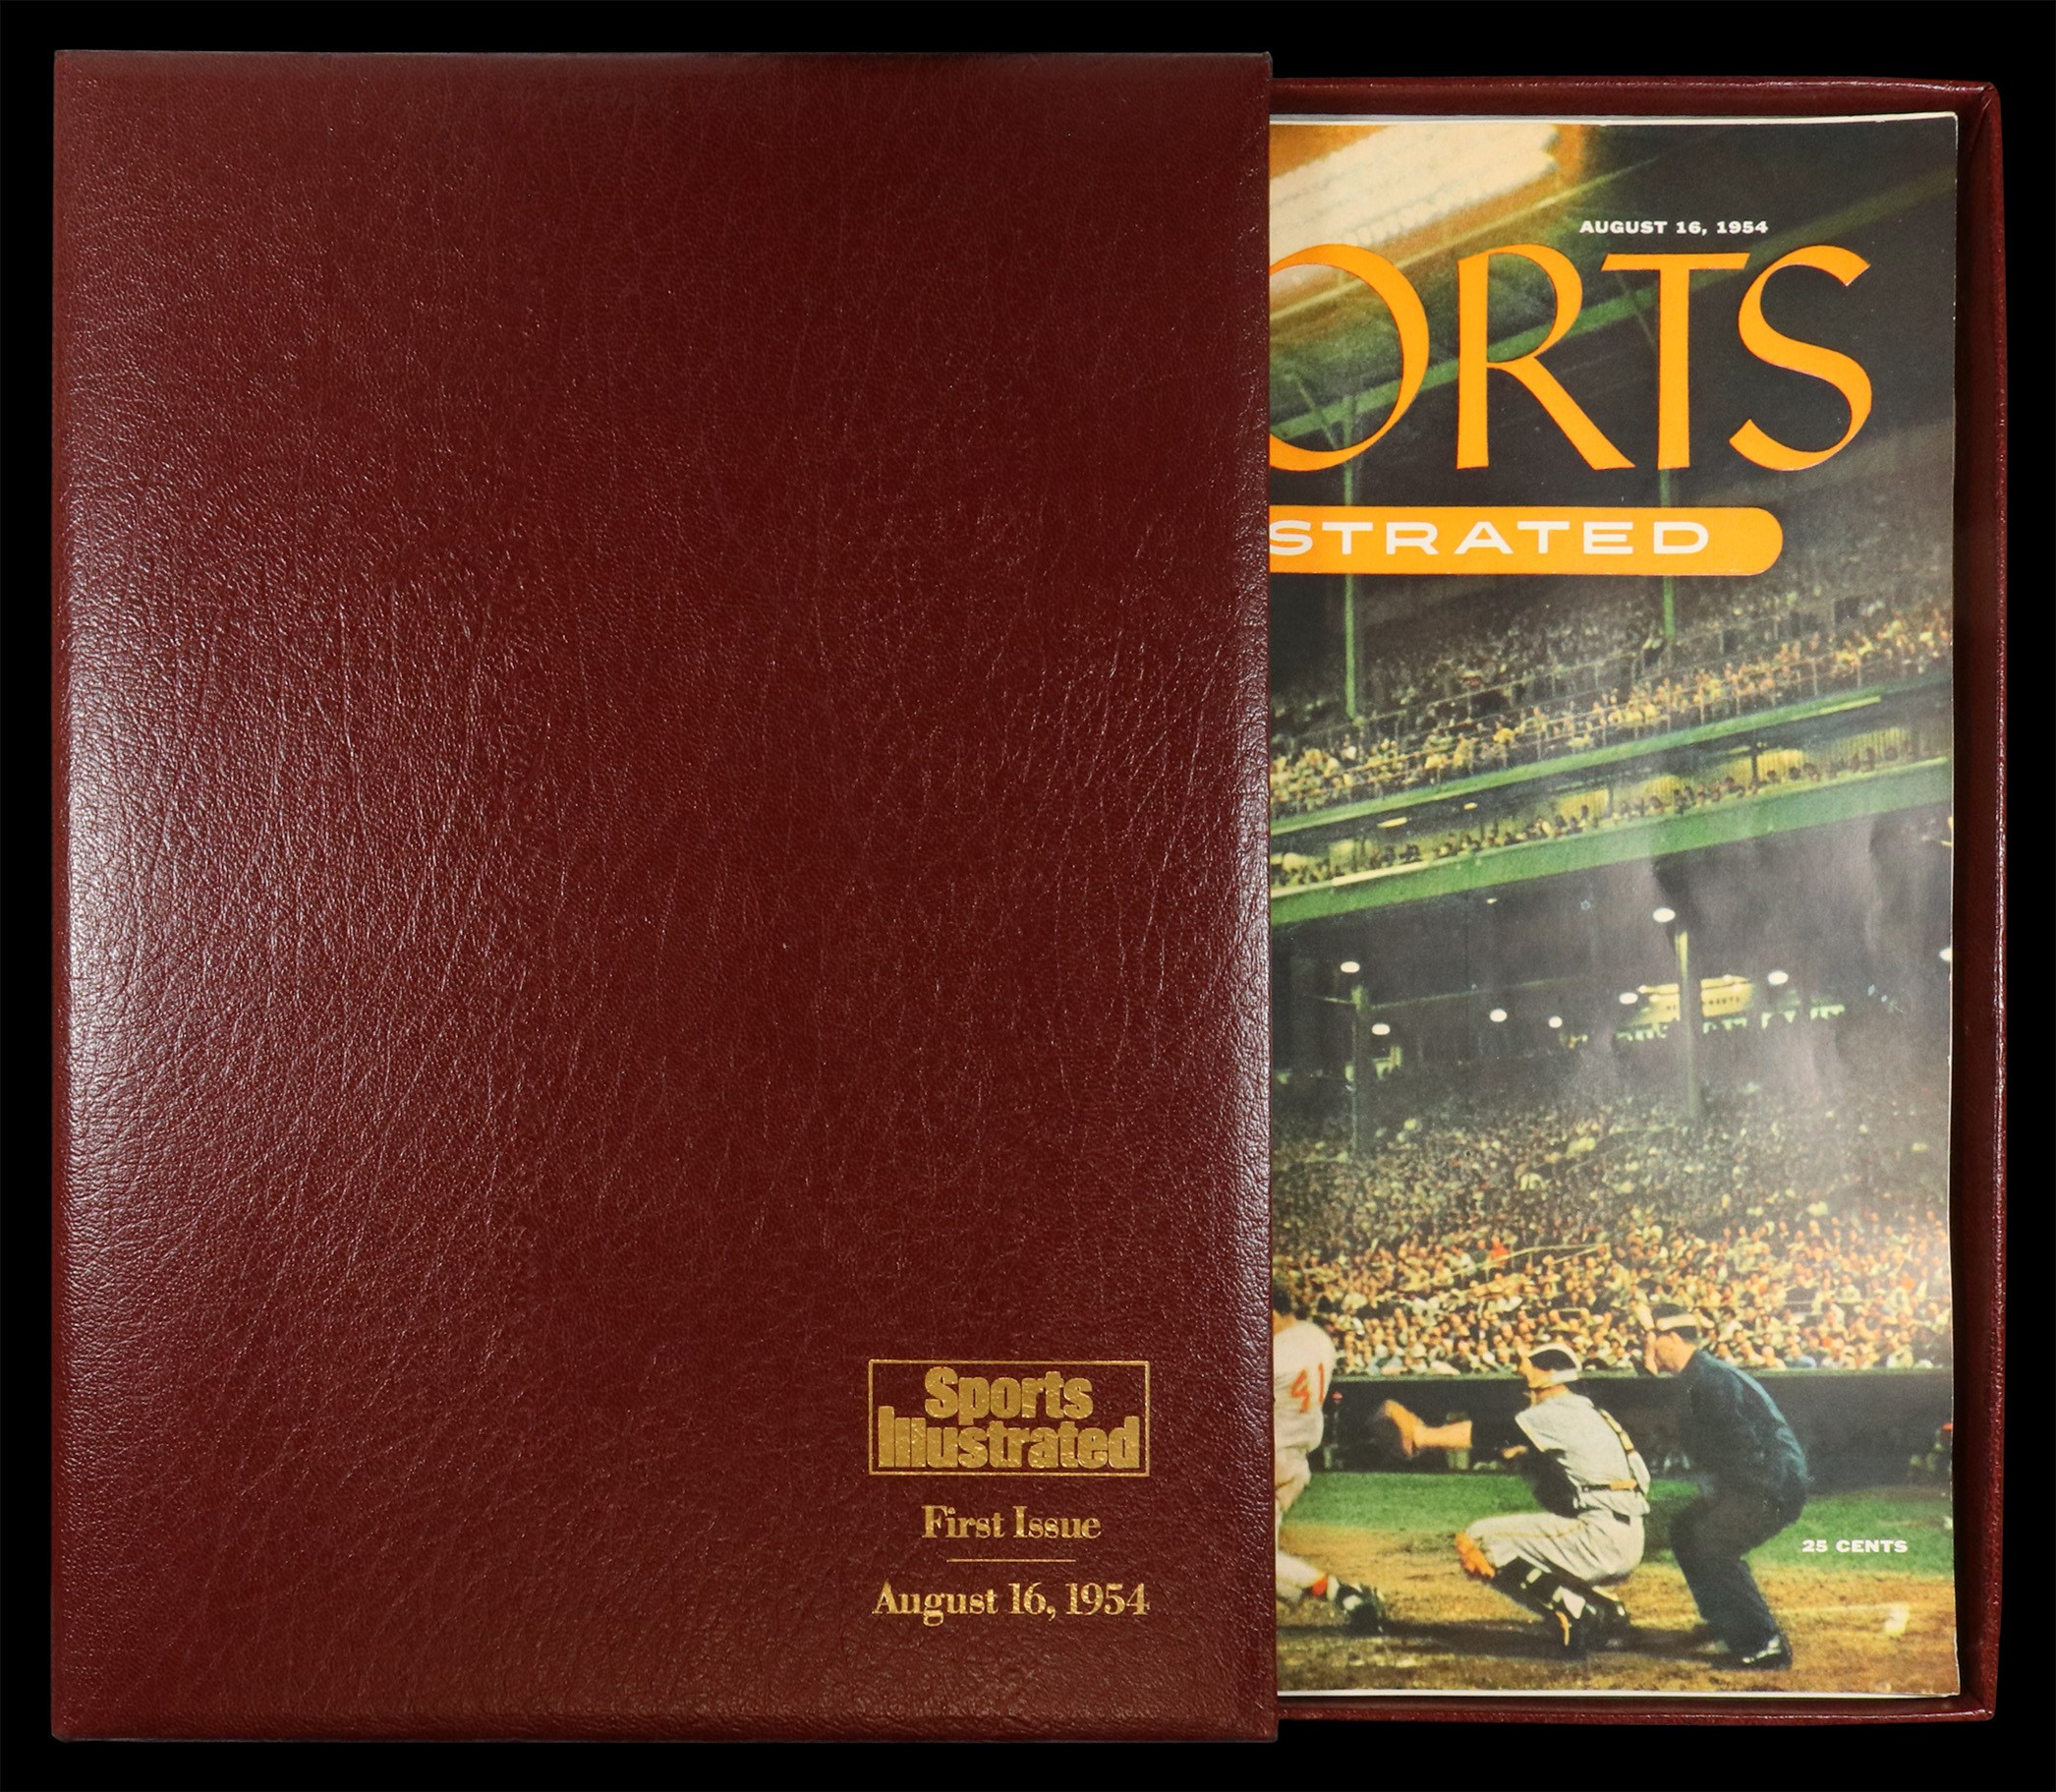 Sports
Illustrated
First Issue
August 16, 1954
AUGUST 16, 1954
ORTS
STRATED
41
25 CENTS